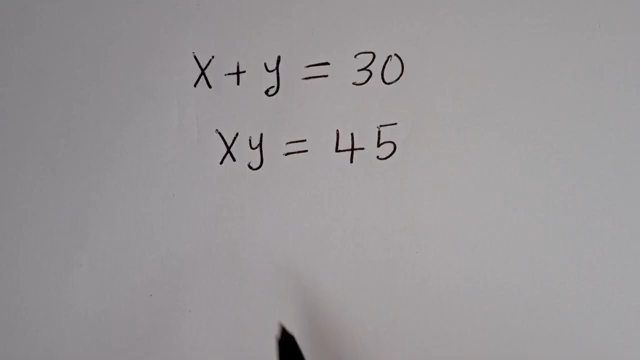 x + y = 30
xy = 45